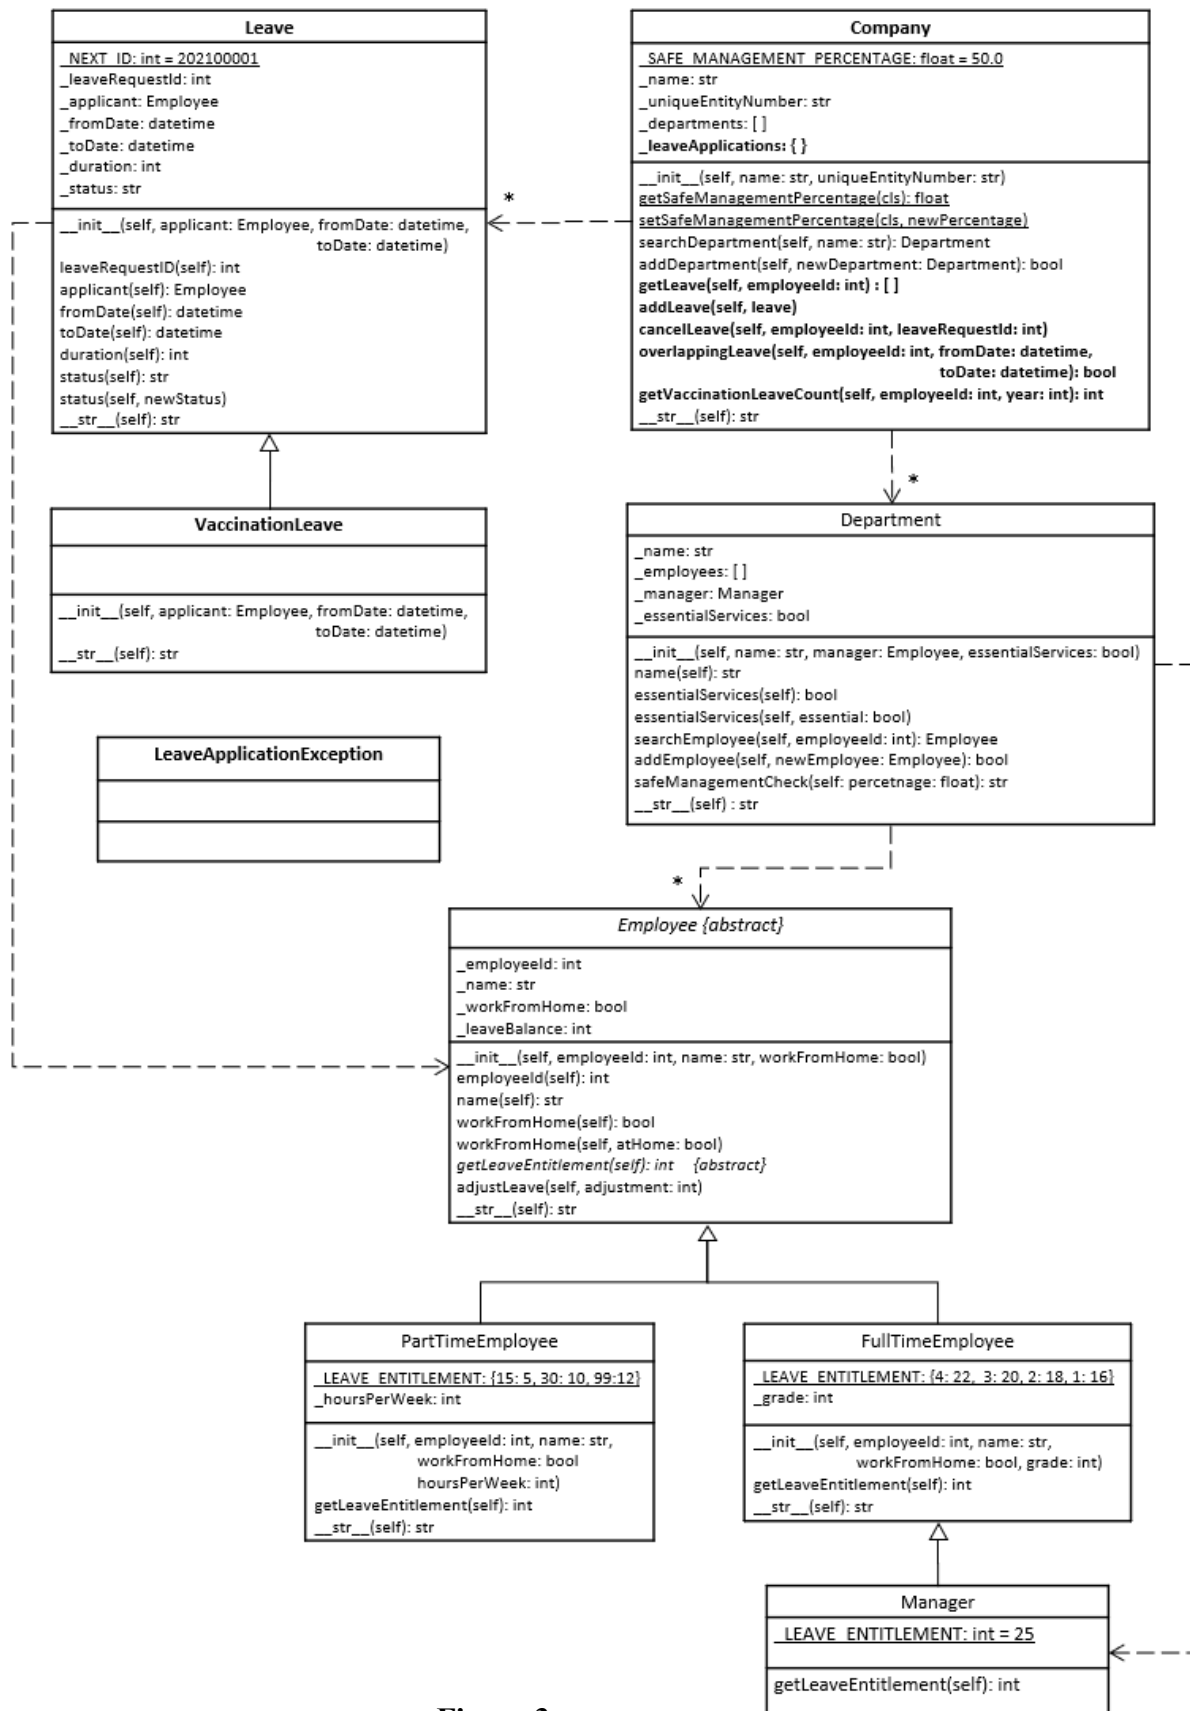 Leave
_NEXT_ID: int = 202100001
_leaveRequestId: int
_applicant: Employee
_fromDate: datetime
_toDate: datetime
_duration: int
_status: str
__init__(self, applicant: Employee, fromDate: datetime,
toDate: datetime)
leaveRequestID(self): int
applicant(self): Employee
fromDate(self): datetime
toDate(self): datetime
duration(self): int
status(self): str
status(self, newStatus)
__str__(self): str
Company
_SAFE_MANAGEMENT_PERCENTAGE: float = 50.0
_name: str
_uniqueEntityNumber: str
_departments: [ ]
_leaveApplications: { }
__init__(self, name: str, uniqueEntityNumber: str)
getSafeManagementPercentage(cls): float
setSafeManagementPercentage(cls, newPercentage)
searchDepartment(self, name: str): Department
addDepartment(self, newDepartment: Department): bool
getLeave(self, employeeId: int) : [ ]
addLeave(self, leave)
cancelLeave(self, employeeId: int, leaveRequestId: int)
overlappingLeave(self, employeeId: int, fromDate: datetime,
toDate: datetime): bool
getVaccinationLeaveCount(self, employeeId: int, year: int): int
__str__(self): str
*
*
VaccinationLeave
__init__(self, applicant: Employee, fromDate: datetime,
toDate: datetime)
__str__(self): str
Department
_name: str
_employees: [ ]
_manager: Manager
_essentialServices: bool
__init__(self, name: str, manager: Employee, essentialServices: bool)
name(self): str
essentialServices(self): bool
essentialServices(self, essential: bool)
searchEmployee(self, employeeId: int): Employee
addEmployee(self, newEmployee: Employee): bool
safeManagementCheck(self: percetnage: float): str
__str__(self) : str
LeaveApplicationException
*
Employee {abstract}
_employeeId: int
_name: str
_workFromHome: bool
_leaveBalance: int
__init__(self, employeeId: int, name: str, workFromHome: bool)
employeeId(self): int
name(self): str
workFromHome(self): bool
workFromHome(self, atHome: bool)
getLeaveEntitlement(self): int {abstract}
adjustLeave(self, adjustment: int)
__str__(self): str
PartTimeEmployee
_LEAVE_ENTITLEMENT: {15: 5, 30: 10, 99:12}
_hoursPerWeek: int
__init__(self, employeeId: int, name: str,
workFromHome: bool
hoursPerWeek: int)
getLeaveEntitlement(self): int
__str__(self): str
FullTimeEmployee
_LEAVE_ENTITLEMENT: {4: 22, 3: 20, 2: 18, 1: 16}
_grade: int
__init__(self, employeeId: int, name: str,
workFromHome: bool, grade: int)
getLeaveEntitlement(self): int
__str__(self): str
Manager
_LEAVE_ENTITLEMENT: int = 25
getLeaveEntitlement(self): int